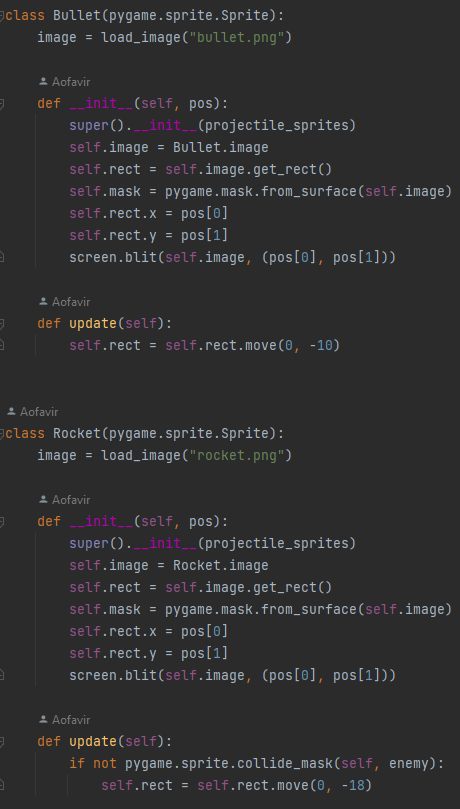 class Bullet(pygame.sprite.Sprite):
    image = load_image("bullet.png")
    Aofavir
    def __init__(self, pos):
        super().__init__(projectile_sprites)
        self.image = Bullet.image
        self.rect = self.image.get_rect()
        self.mask = pygame.mask.from_surface(self.image)
        self.rect.x = pos[0]
        self.rect.y = pos[1]
        screen.blit(self.image, (pos[0], pos[1]))
    Aofavir
    def update(self):
        self.rect = self.rect.move(0, -10)
Aofavir
class Rocket(pygame.sprite.Sprite):
    image = load_image("rocket.png")
    Aofavir
    def __init__(self, pos):
        super().__init__(projectile_sprites)
        self.image = Rocket.image
        self.rect = self.image.get_rect()
        self.mask = pygame.mask.from_surface(self.image)
        self.rect.x = pos[0]
        self.rect.y = pos[1]
        screen.blit(self.image, (pos[0], pos[1]))
    Aofavir
    def update(self):
        if not pygame.sprite.collide_mask(self, enemy):
            self.rect = self.rect.move(0, -18)